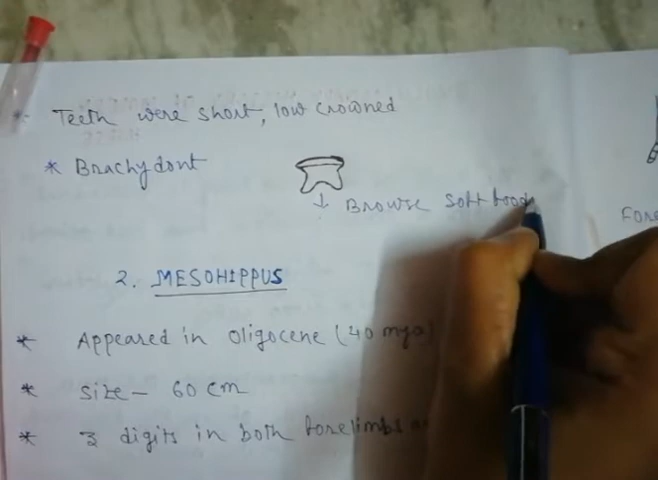 * Teeth were short, low crowned
* Brachydont
↓ Browse soft food
Fore
2. MESOHIPPUS
* Appeared in Oligocene (40 mya)
* Size - 60 cm
* 3 digits in both forelimbs